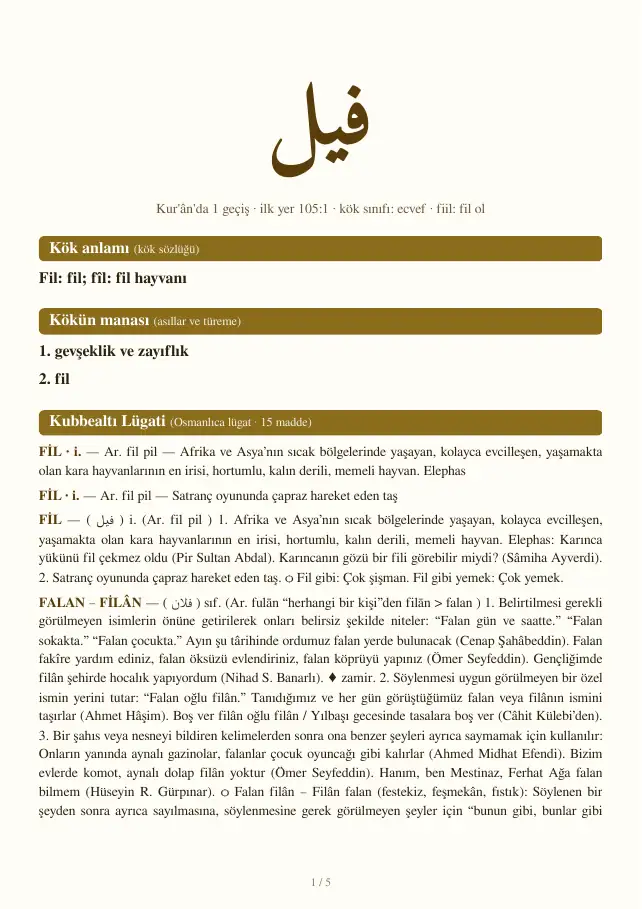 فيل
Kur'ân'da 1 geçiş · ilk yer 105:1 · kök sınıfı: ecvef · fiil: fil ol
Kök anlamı (kök sözlüğü)
Fil: fil; fîl: fil hayvanı
Kökün manası (asıllar ve türeme)
1. gevşeklik ve zayıflık
2. fil
Kubbealtı Lügati (Osmanlıca lügat · 15 madde)
FİL · i. — Ar. fil pil — Afrika ve Asya’nın sıcak bölgelerinde yaşayan, kolayca evcilleşen, yaşamakta
olan kara hayvanlarının en irisi, hortumlu, kalın derili, memeli hayvan. Elephas
FİL · i. — Ar. fil pil — Satranç oyununda çapraz hareket eden taş
FİL — ( فيل ) i. (Ar. fil pil ) 1. Afrika ve Asya’nın sıcak bölgelerinde yaşayan, kolayca evcilleşen,
yaşamakta olan kara hayvanlarının en irisi, hortumlu, kalın derili, memeli hayvan. Elephas: Karınca
yükünü fil çekmez oldu (Pir Sultan Abdal). Karıncanın gözü bir fili görebilir miydi? (Sâmiha Ayverdi).
2. Satranç oyununda çapraz hareket eden taş. ѻ Fil gibi: Çok şişman. Fil gibi yemek: Çok yemek.
FALAN – FİLÂN — ( فلان ) sıf. (Ar. fulān “herhangi bir kişi”den filān > falan ) 1. Belirtilmesi gerekli
görülmeyen isimlerin önüne getirilerek onları belirsiz şekilde niteler: “Falan gün ve saatte.” “Falan
sokakta.” “Falan çocukta.” Ayın şu târihinde ordumuz falan yerde bulunacak (Cenap Şahâbeddin). Falan
fakîre yardım ediniz, falan öksüzü evlendiriniz, falan köprüyü yapınız (Ömer Seyfeddin). Gençliğimde
filân şehirde hocalık yapıyordum (Nihad S. Banarlı). ♦ zamir. 2. Söylenmesi uygun görülmeyen bir özel
ismin yerini tutar: “Falan oğlu filân.” Tanıdığımız ve her gün görüştüğümüz falan veya filânın ismini
taşırlar (Ahmet Hâşim). Boş ver filân oğlu filân / Yılbaşı gecesinde tasalara boş ver (Câhit Külebi’den).
3. Bir şahıs veya nesneyi bildiren kelimelerden sonra ona benzer şeyleri ayrıca saymamak için kullanılır:
Onların yanında aynalı gazinolar, falanlar çocuk oyuncağı gibi kalırlar (Ahmed Midhat Efendi). Bizim
evlerde komot, aynalı dolap filân yoktur (Ömer Seyfeddin). Hanım, ben Mestinaz, Ferhat Ağa falan
bilmem (Hüseyin R. Gürpınar). ѻ Falan filân – Filân falan (festekiz, feşmekân, fıstık): Söylenen bir
şeyden sonra ayrıca sayılmasına, söylenmesine gerek görülmeyen şeyler için “bunun gibi, bunlar gibi
1 / 5